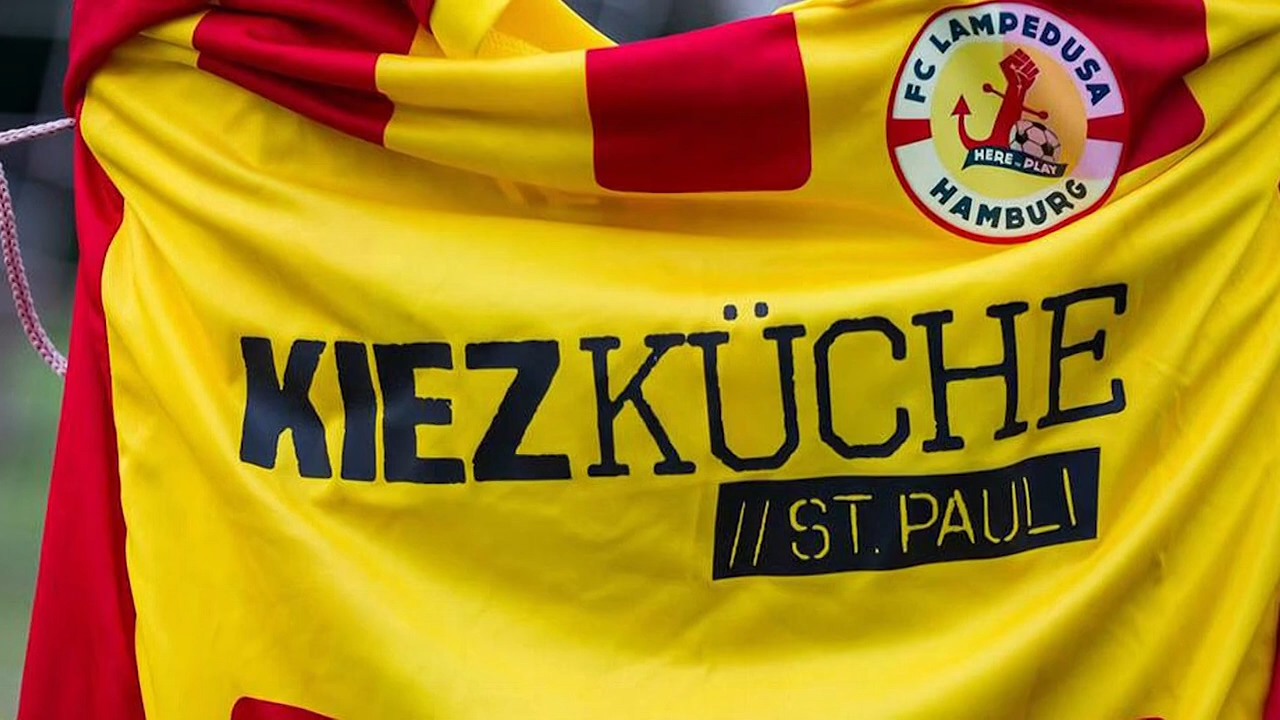 FC LAMPEDUSA
HERE TO PLAY
HAMBURG
KIEZKÜCHE
// ST. PAULI